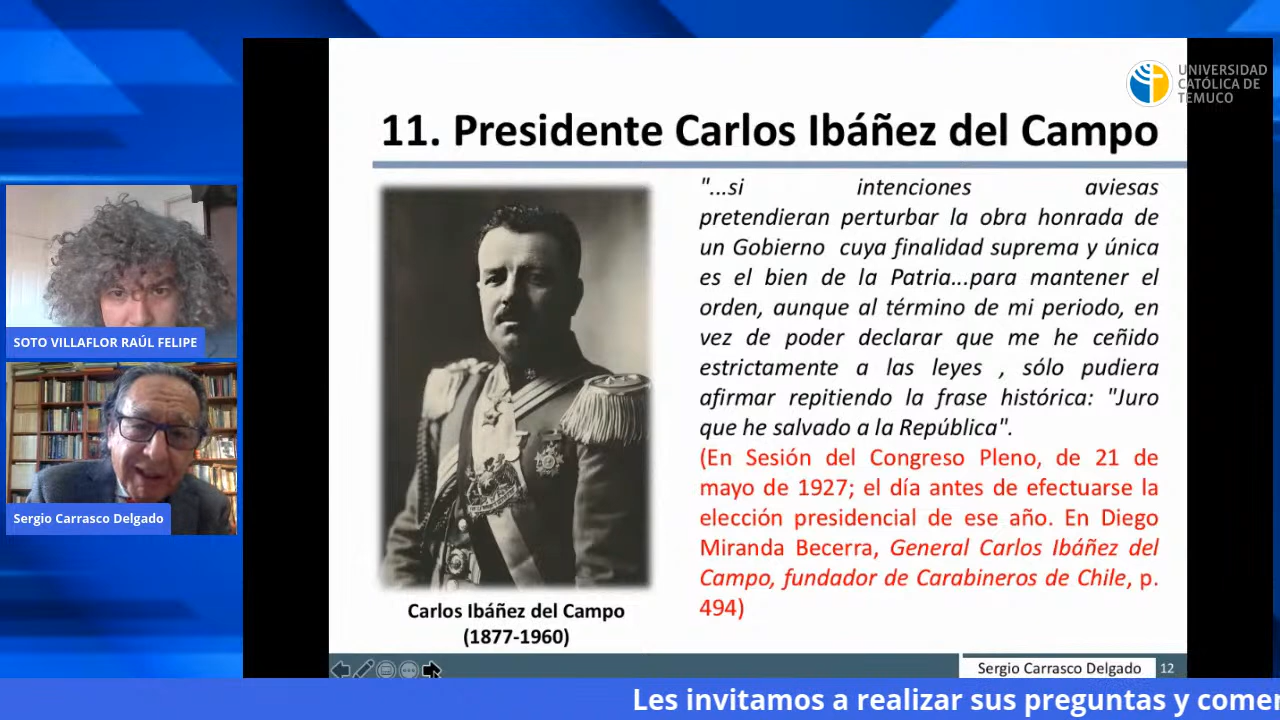 UNIVERSIDAD
CATÓLICA DE
TEMUCO
11. Presidente Carlos Ibáñez del Campo
"...si intenciones aviesas
pretendieran perturbar la obra honrada de
un Gobierno cuya finalidad suprema y única
es el bien de la Patria...para mantener el
orden, aunque al término de mi periodo, en
vez de poder declarar que me he ceñido
estrictamente a las leyes , sólo pudiera
afirmar repitiendo la frase histórica: "Juro
que he salvado a la República".
(En Sesión del Congreso Pleno, de 21 de
mayo de 1927; el día antes de efectuarse la
elección presidencial de ese año. En Diego
Miranda Becerra, General Carlos Ibáñez del
Campo, fundador de Carabineros de Chile, p.
494)
Carlos Ibáñez del Campo
(1877-1960)
SOTO VILLAFLOR RAÚL FELIPE
Sergio Carrasco Delgado
Sergio Carrasco Delgado 12
Les invitamos a realizar sus preguntas y comen